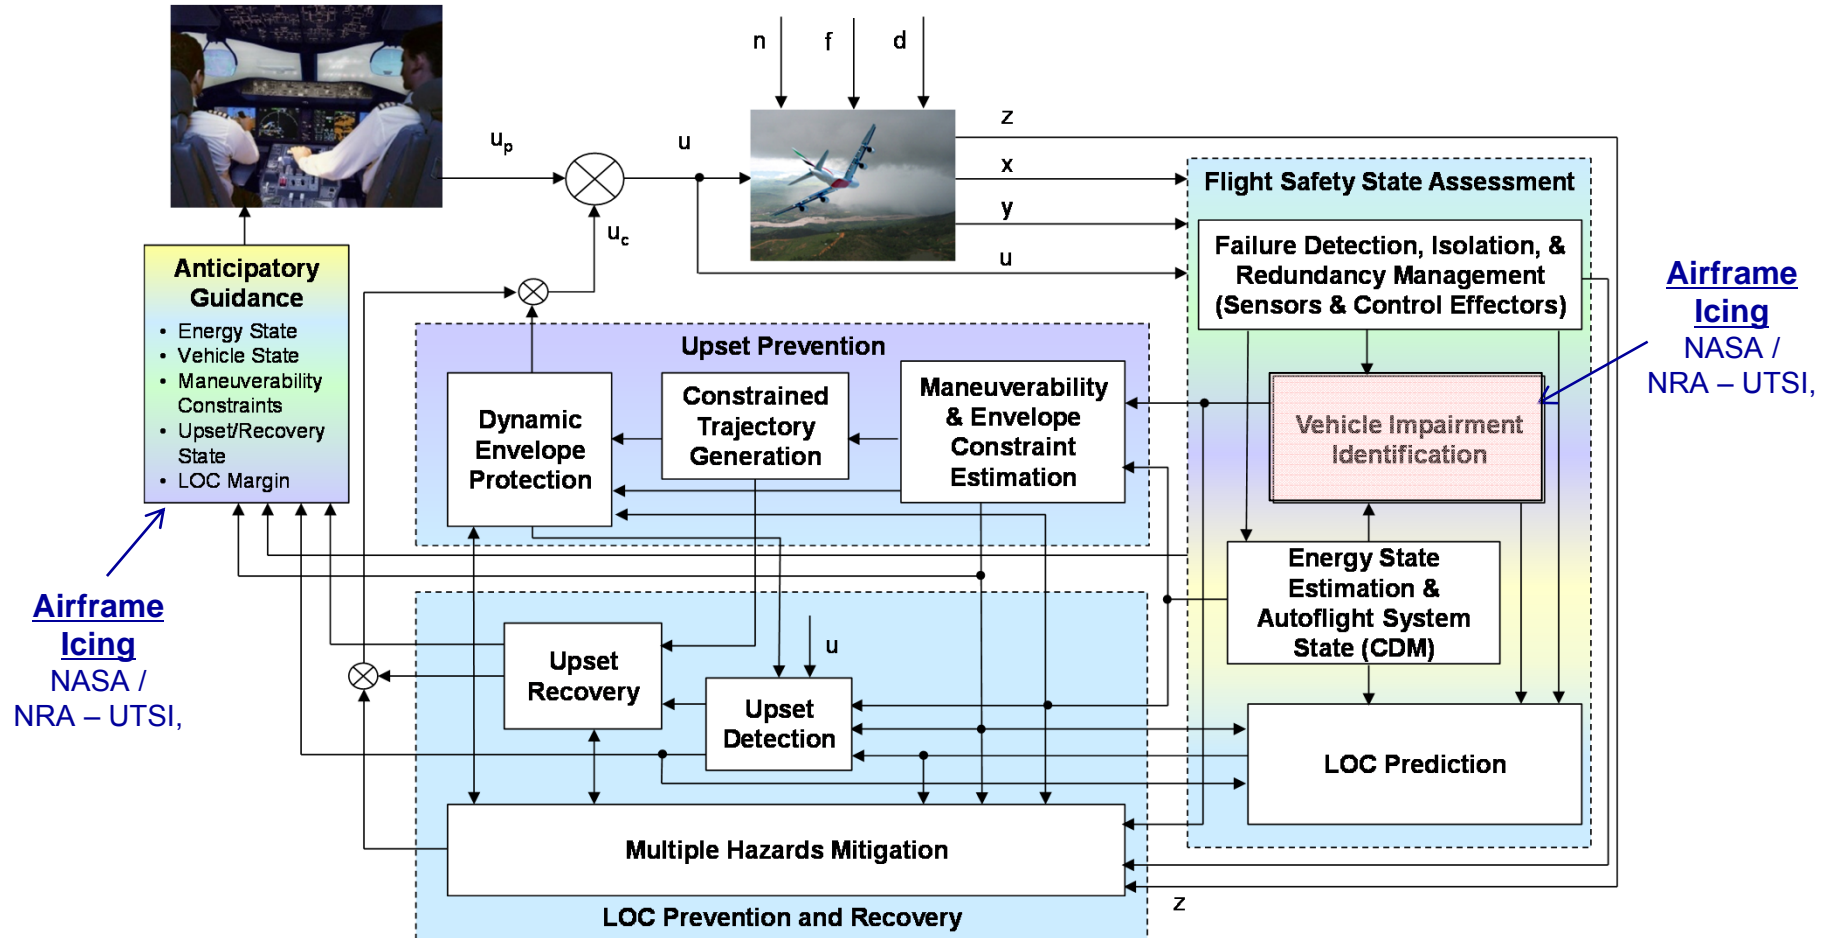 n
f
d
z
u_p
u
x
Flight Safety State Assessment
y
u_c
u
Failure Detection, Isolation, &
Redundancy Management
(Sensors & Control Effectors)
Anticipatory
Guidance
• Energy State
• Vehicle State
• Maneuverability
Constraints
• Upset/Recovery
State
• LOC Margin
Airframe
Icing
NASA /
NRA – UTSI,
Upset Prevention
Dynamic
Envelope
Protection
Constrained
Trajectory
Generation
Maneuverability
& Envelope
Constraint
Estimation
Vehicle Impairment
Identification
Energy State
Estimation &
Autoflight System
State (CDM)
Airframe
Icing
NASA /
NRA – UTSI,
Upset
Recovery
u
Upset
Detection
LOC Prediction
Multiple Hazards Mitigation
z
LOC Prevention and Recovery